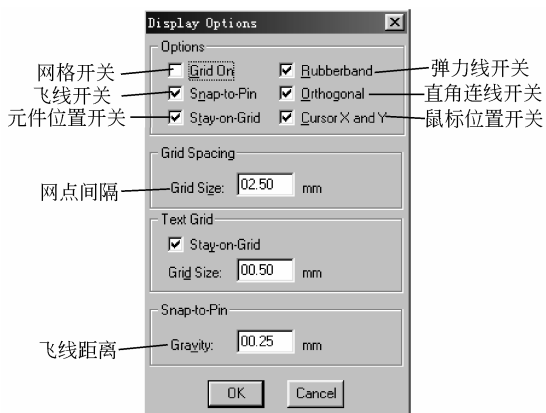 Display Options
Options
网格开关
Grid On
Rubberband
弹力线开关
飞线开关
Snap-to-Pin
Orthogonal
直角连线开关
元件位置开关
Stay-on-Grid
Cursor X and Y
鼠标位置开关
Grid Spacing
网点间隔
Grid Size: 02.50 mm
Text Grid
Stay-on-Grid
Grid Size: 00.50 mm
Snap-to-Pin
飞线距离
Gravity: 00.25 mm
OK
Cancel